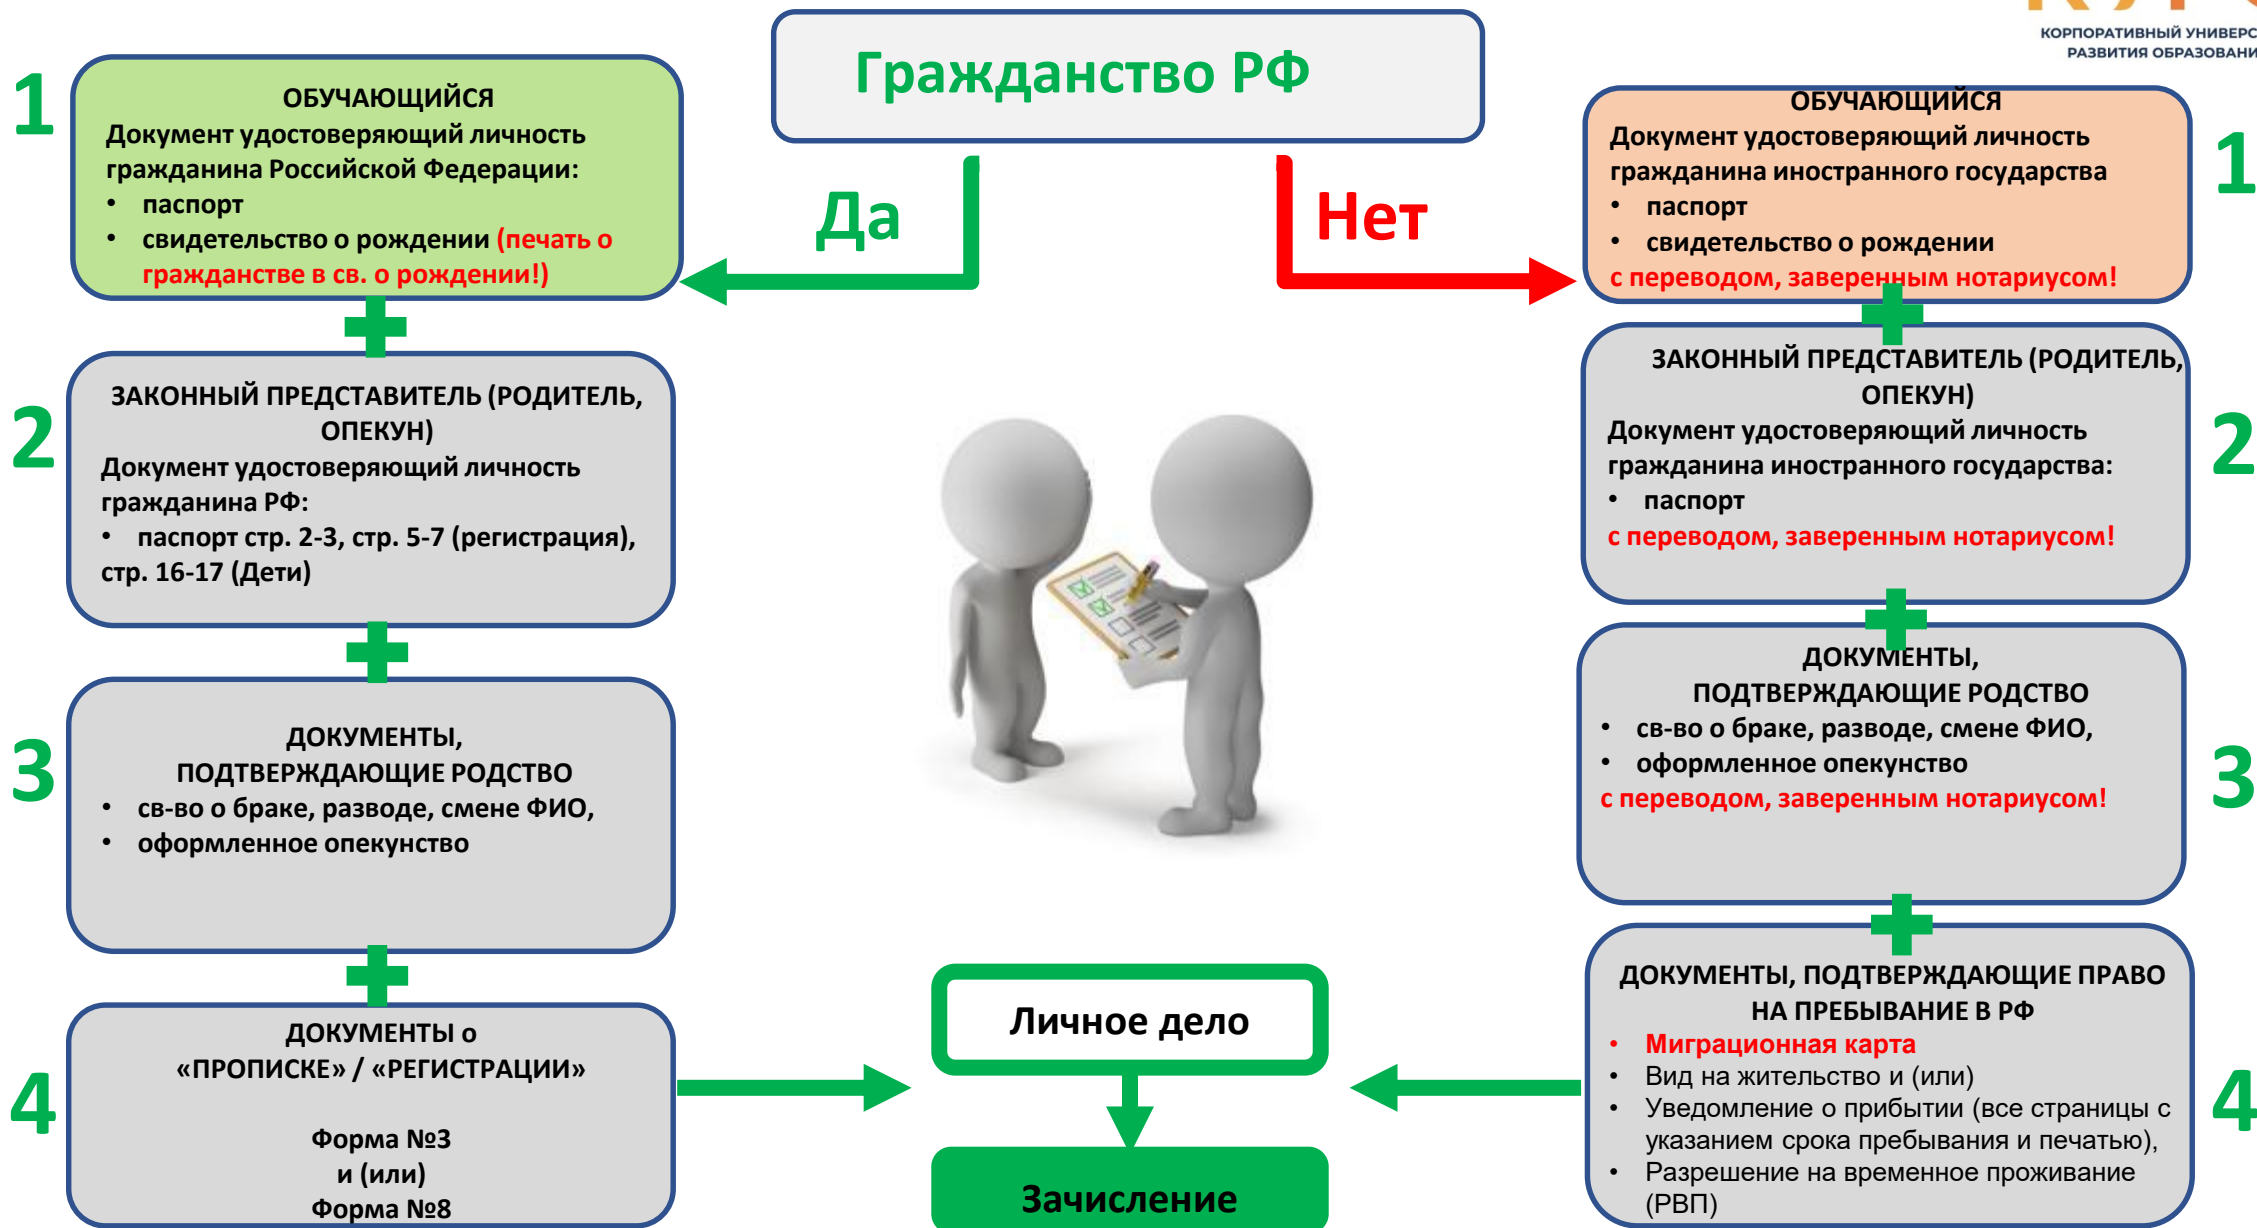 Гражданство РФ
КОРПОРАТИВНЫЙ
РАЗВИТИЯ
Да
Нет
1
ОБУЧАЮЩИЙСЯ
Документ удостоверяющий личность
гражданина Российской Федерации:
• паспорт
• свидетельство о рождении (печать о
гражданстве в св. о рождении!)
2
ЗАКОННЫЙ ПРЕДСТАВИТЕЛЬ (РОДИТЕЛЬ,
ОПЕКУН)
Документ удостоверяющий личность
гражданина РФ:
• паспорт стр. 2-3, стр. 5-7 (регистрация),
стр. 16-17 (Дети)
3
ДОКУМЕНТЫ,
ПОДТВЕРЖДАЮЩИЕ РОДСТВО
• св-во о браке, разводе, смене ФИО,
• оформленное опекунство
4
ДОКУМЕНТЫ о
«ПРОПИСКЕ» / «РЕГИСТРАЦИИ»
Форма №3
и (или)
Форма №8
1
ОБУЧАЮЩИЙСЯ
Документ удостоверяющий личность
гражданина иностранного государства
• паспорт
• свидетельство о рождении
с переводом, заверенным нотариусом!
2
ЗАКОННЫЙ ПРЕДСТАВИТЕЛЬ (РОДИТЕЛЬ,
ОПЕКУН)
Документ удостоверяющий личность
гражданина иностранного государства:
• паспорт
с переводом, заверенным нотариусом!
3
ДОКУМЕНТЫ,
ПОДТВЕРЖДАЮЩИЕ РОДСТВО
• св-во о браке, разводе, смене ФИО,
• оформленное опекунство
с переводом, заверенным нотариусом!
4
ДОКУМЕНТЫ, ПОДТВЕРЖДАЮЩИЕ ПРАВО
НА ПРЕБЫВАНИЕ В РФ
• Миграционная карта
• Вид на жительство и (или)
• Уведомление о прибытии (все страницы с
указанием срока пребывания и печатью),
• Разрешение на временное проживание
(РВП)
Личное дело
Зачисление